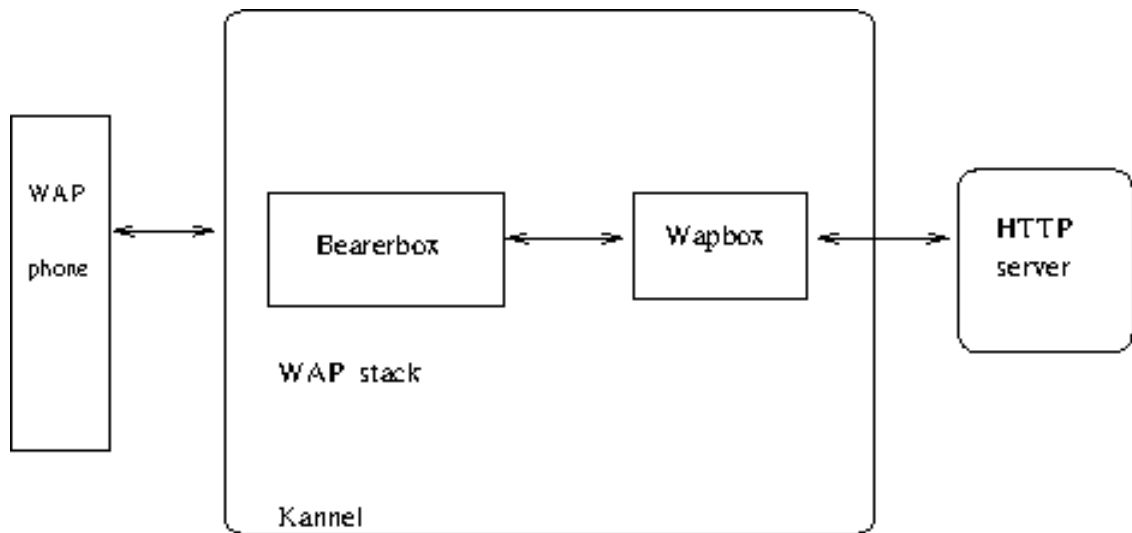 WAP
phone
Bearerbox
Wapbox
HTTP
server
WAP stack
Kannel